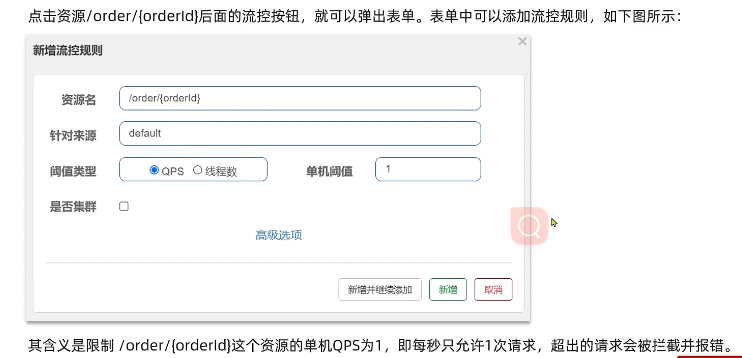 点击资源/order/{orderId}后面的流控按钮，就可以弹出表单。表单中可以添加流控规则，如下图所示：
新增流控规则
资源名 /order/{orderId}
针对来源 default
阈值类型 QPS 线程数 单机阈值 1
是否集群
高级选项
新增并继续添加 新增 取消
其含义是限制 /order/{orderId}这个资源的单机QPS为1，即每秒只允许1次请求，超出的请求会被拦截并报错。